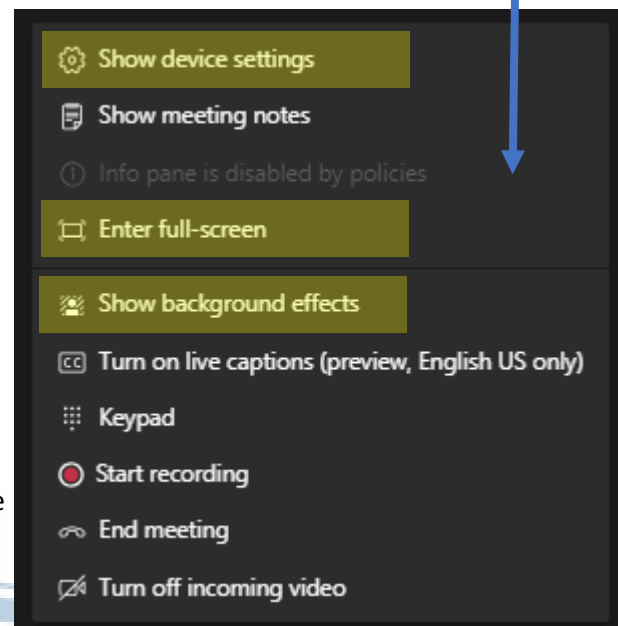 Show device settings
Show meeting notes
Info pane is disabled by policies
Enter full-screen
Show background effects
CC Turn on live captions (preview, English US only)
Keypad
Start recording
e
End meeting
Turn off incoming video